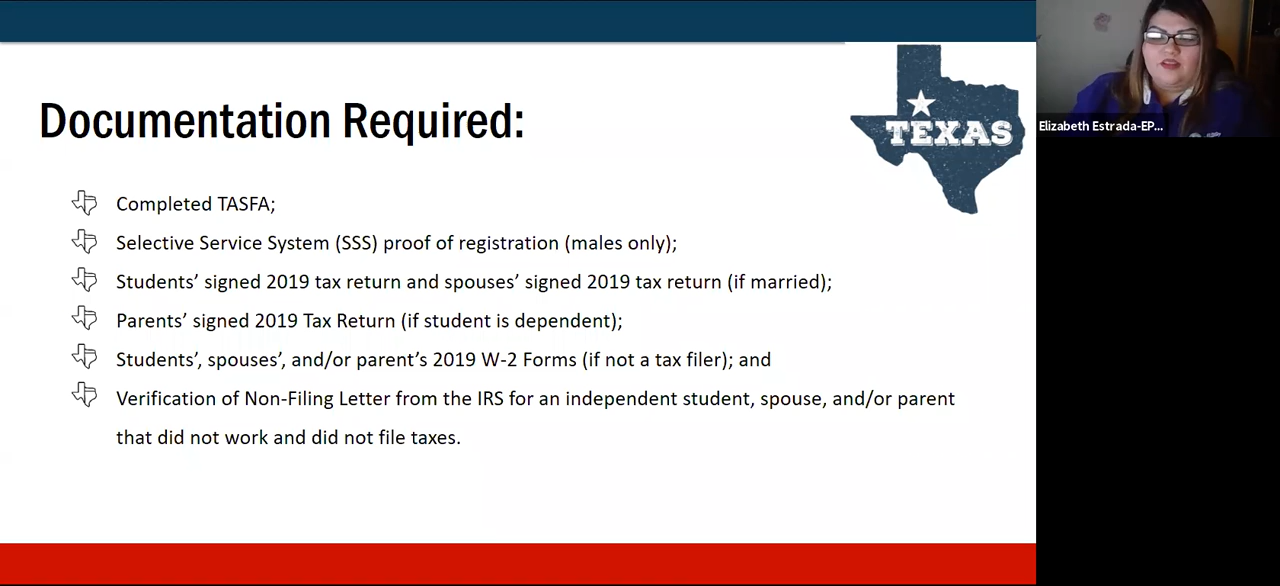 Documentation Required:
TEXAS
Elizabeth Estrada-EP...
Completed TASFA;
Selective Service System (SSS) proof of registration (males only);
Students’ signed 2019 tax return and spouses’ signed 2019 tax return (if married);
Parents’ signed 2019 Tax Return (if student is dependent);
Students’, spouses’, and/or parent’s 2019 W-2 Forms (if not a tax filer); and
Verification of Non-Filing Letter from the IRS for an independent student, spouse, and/or parent
that did not work and did not file taxes.